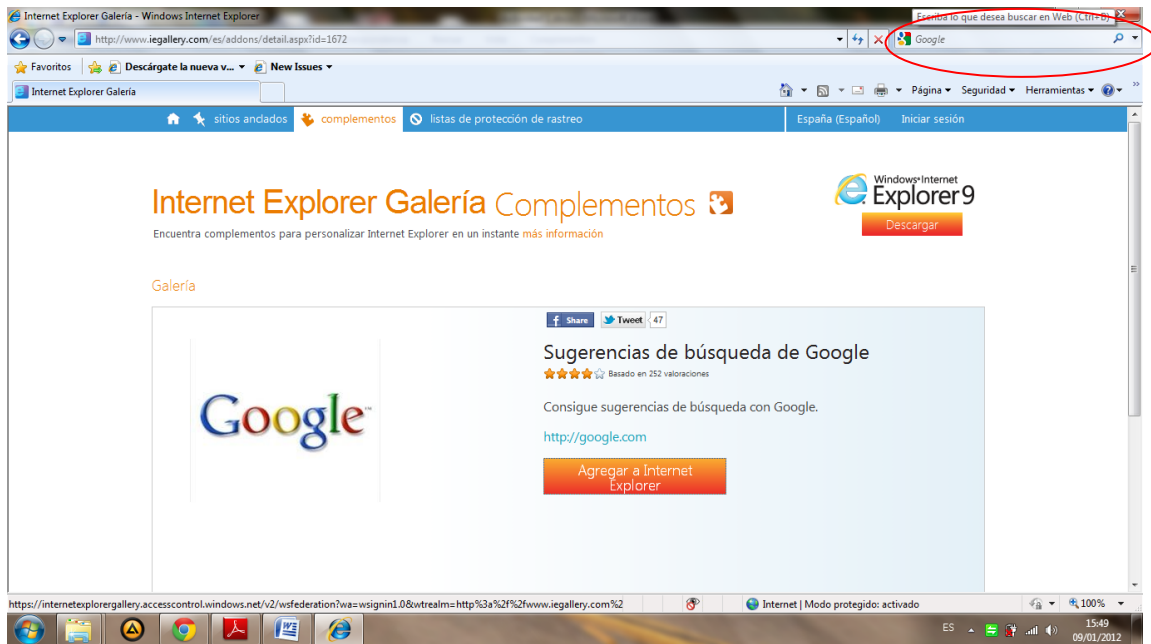 Internet Explorer Galería - Windows Internet Explorer
Escriba lo que desea buscar en Web (Ctrl+B)
http://www.iegallery.com/es/addons/detail.aspx?id=1672
Google
Favoritos Descárgate la nueva v... New Issues
Internet Explorer Galería
Página Seguridad Herramientas »
sitios anclados complementos listas de protección de rastreo España (Español) Iniciar sesión
Internet Explorer Galería Complementos
Windows Internet Explorer 9
Descargar
Encuentra complementos para personalizar Internet Explorer en un instante más información
Galería
Share Tweet 47
Sugerencias de búsqueda de Google
Basado en 252 valoraciones
Google™
Consigue sugerencias de búsqueda con Google.
http://google.com
Agregar a Internet
Explorer
https://internetexplorergallery.accesscontrol.windows.net/v2/wsfederation?wa=wsignin1.0&wtrealm=http%3a%2f%2fwww.iegallery.com%2 Internet | Modo protegido: activado 100%
ES 15:49
09/01/2012